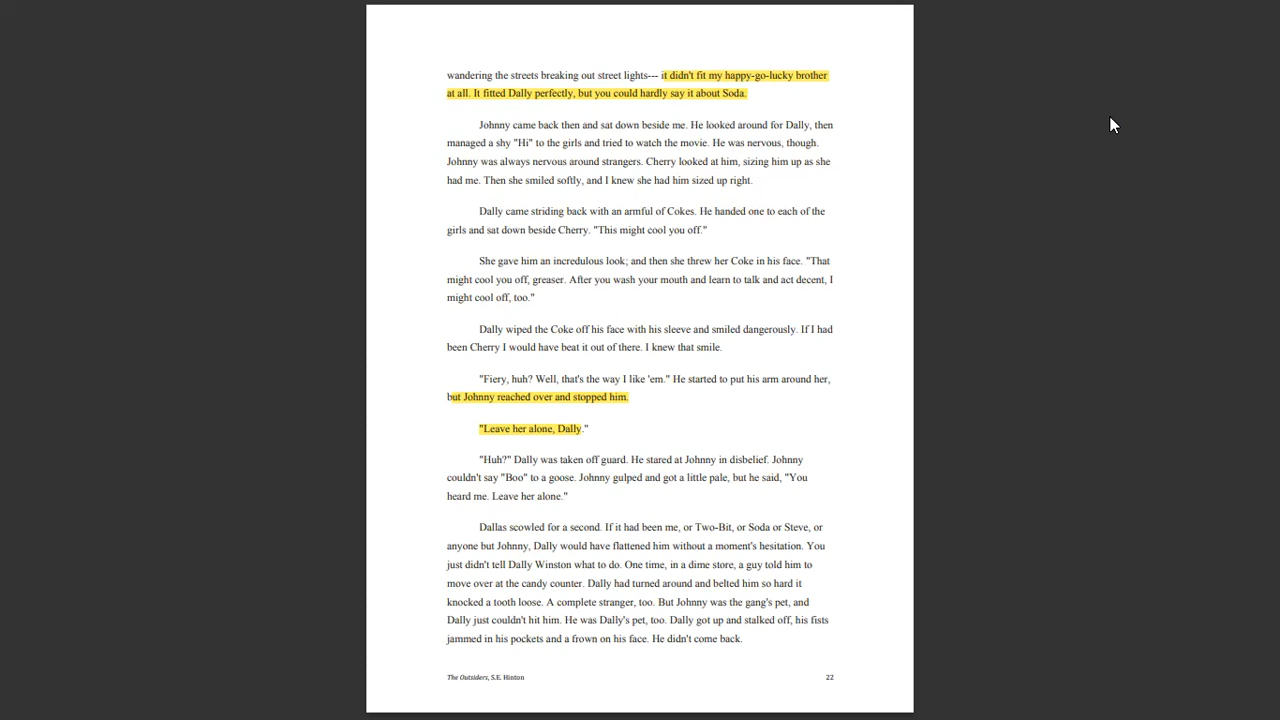 wandering the streets breaking out street lights--- it didn't fit my happy-go-lucky brother
at all. It fitted Dally perfectly, but you could hardly say it about Soda.
Johnny came back then and sat down beside me. He looked around for Dally, then
managed a shy "Hi" to the girls and tried to watch the movie. He was nervous, though.
Johnny was always nervous around strangers. Cherry looked at him, sizing him up as she
had me. Then she smiled softly, and I knew she had him sized up right.
Dally came striding back with an armful of Cokes. He handed one to each of the
girls and sat down beside Cherry. "This might cool you off."
She gave him an incredulous look; and then she threw her Coke in his face. "That
might cool you off, greaser. After you wash your mouth and learn to talk and act decent, I
might cool off, too."
Dally wiped the Coke off his face with his sleeve and smiled dangerously. If I had
been Cherry I would have beat it out of there. I knew that smile.
"Fiery, huh? Well, that's the way I like 'em." He started to put his arm around her,
but Johnny reached over and stopped him.
"Leave her alone, Dally."
"Huh?" Dally was taken off guard. He stared at Johnny in disbelief. Johnny
couldn't say "Boo" to a goose. Johnny gulped and got a little pale, but he said, "You
heard me. Leave her alone."
Dallas scowled for a second. If it had been me, or Two-Bit, or Soda or Steve, or
anyone but Johnny, Dally would have flattened him without a moment's hesitation. You
just didn't tell Dally Winston what to do. One time, in a dime store, a guy told him to
move over at the candy counter. Dally had turned around and belted him so hard it
knocked a tooth loose. A complete stranger, too. But Johnny was the gang's pet, and
Dally just couldn't hit him. He was Dally's pet, too. Dally got up and stalked off, his fists
jammed in his pockets and a frown on his face. He didn't come back.
The Outsiders, S.E. Hinton 22